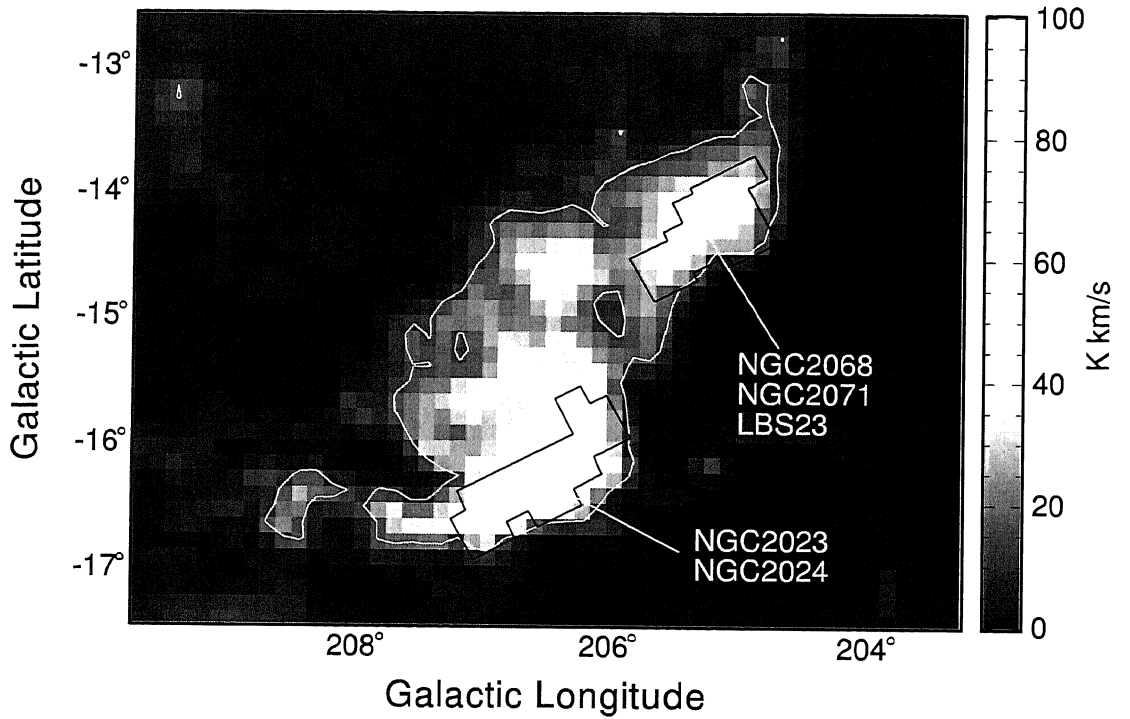 -13°
-14°
-15°
-16°
-17°
Galactic Latitude
208°
206°
204°
Galactic Longitude
NGC2068
NGC2071
LBS23
NGC2023
NGC2024
100
80
60
40
20
0
K km/s